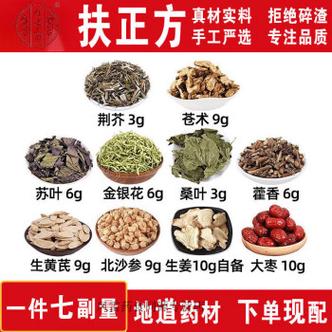 扶正方
真材实料
手工严选
拒绝碎渣
专注品质
荆芥 3g
苍术 9g
苏叶 6g
金银花 6g
桑叶 3g
藿香 6g
生黄芪 9g
北沙参 9g
生姜10g自备
大枣 10g
一件七副量
地道药材
下单现配